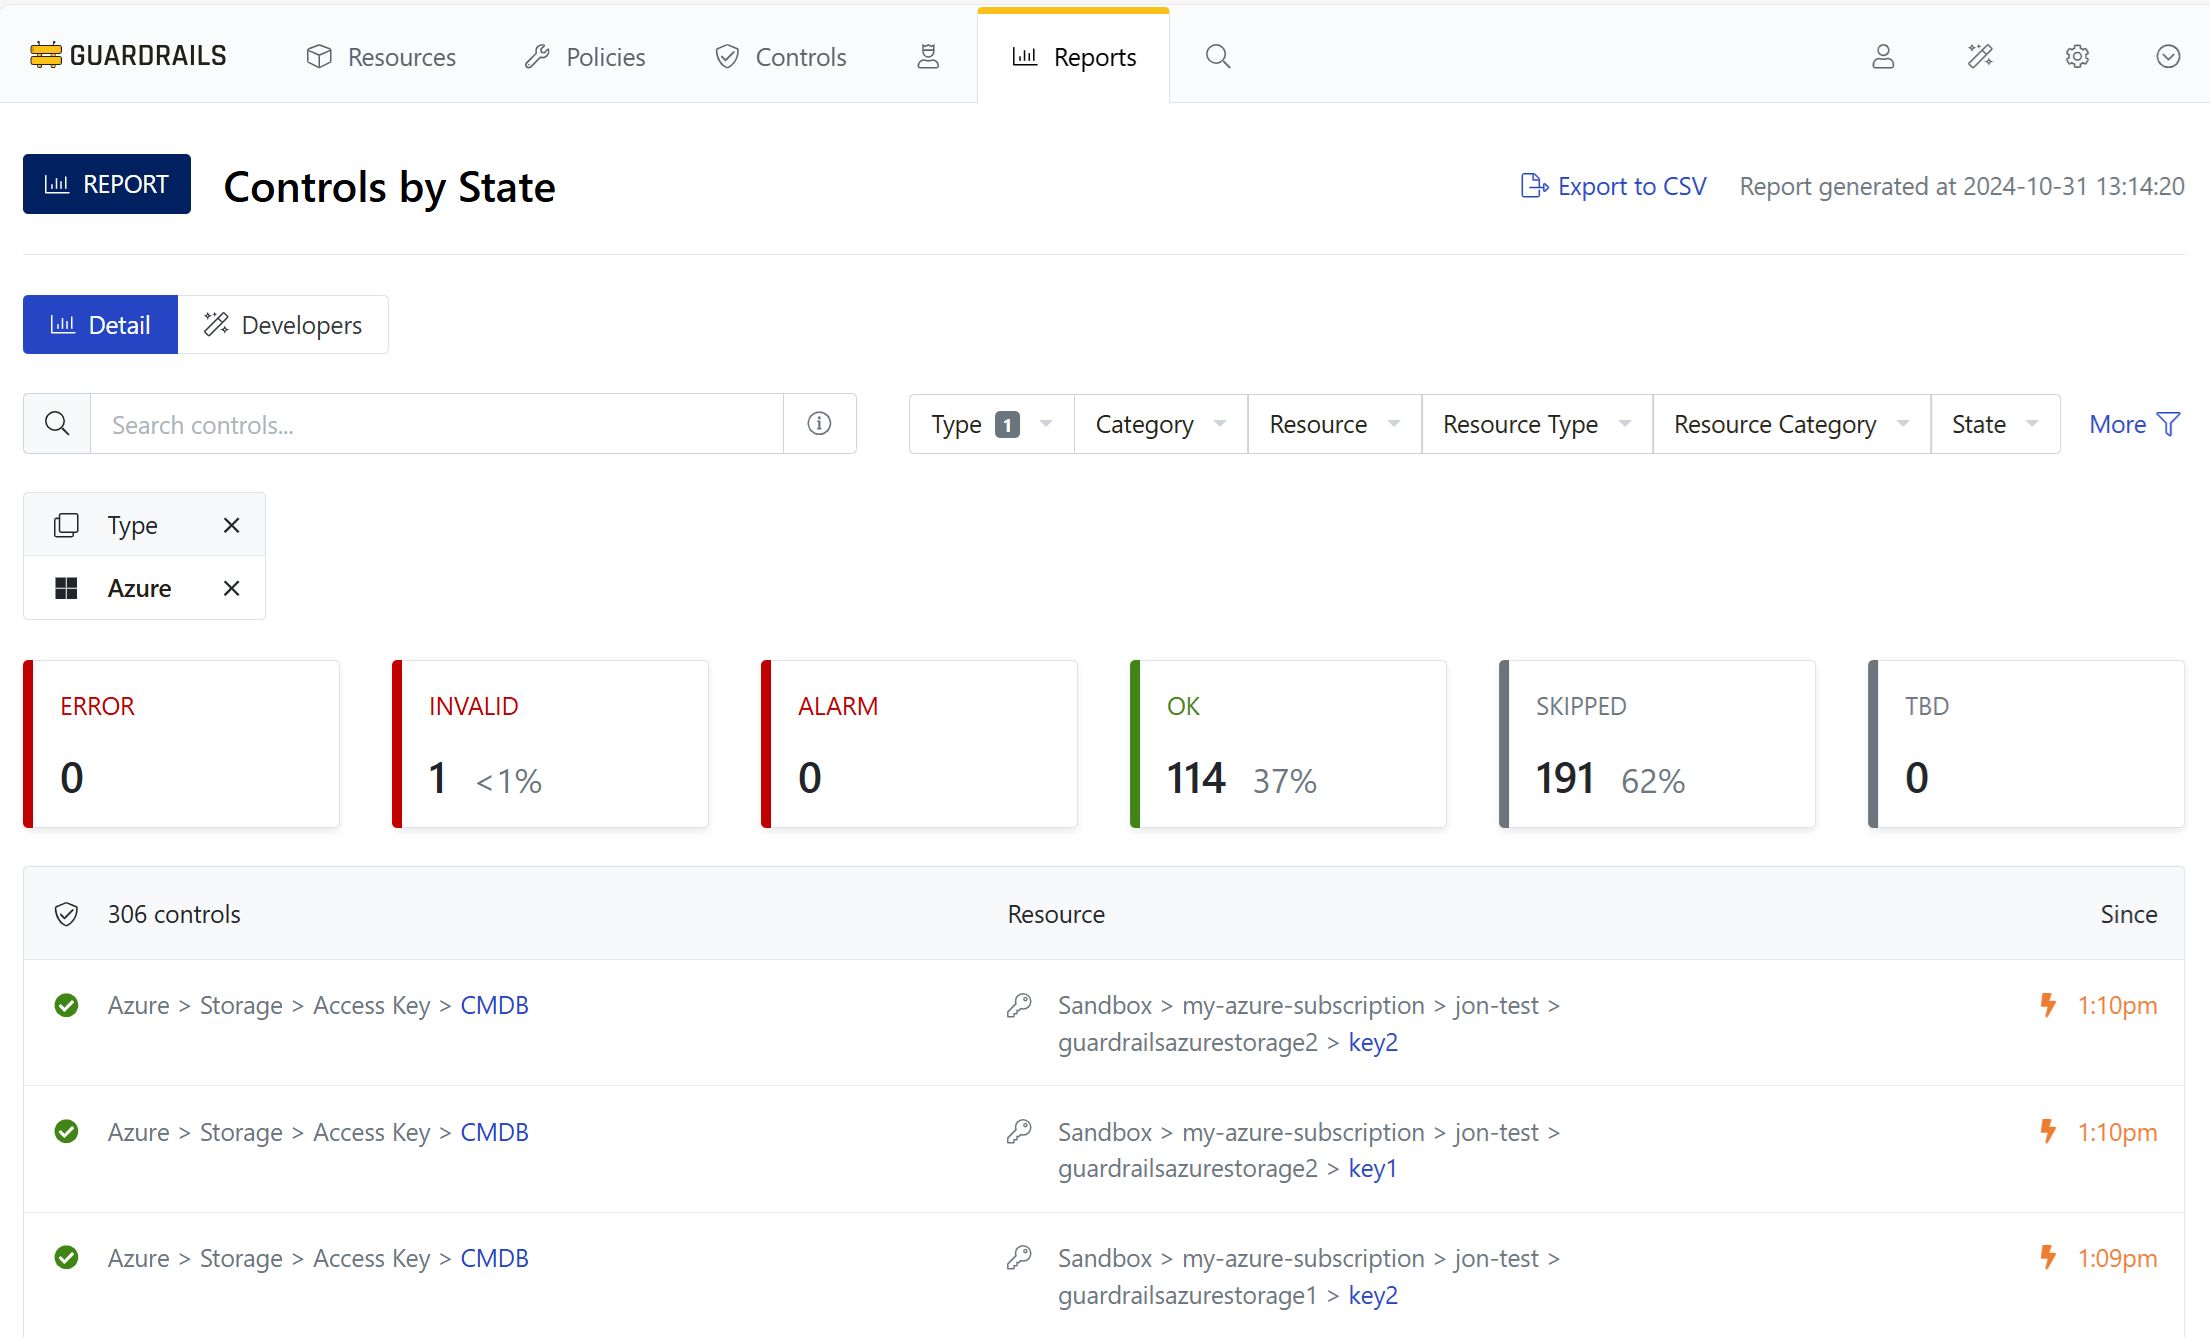 GUARDRAILS Resources Policies Controls Reports
REPORT Controls by State Export to CSV Report generated at 2024-10-31 13:14:20
Detail Developers
Search controls... Type 1 Category Resource Resource Type Resource Category State More
Type
Azure
ERROR INVALID ALARM OK SKIPPED TBD
0 1 <1% 0 114 37% 191 62% 0
306 controls Resource Since
Azure > Storage > Access Key > CMDB Sandbox > my-azure-subscription > jon-test > 1:10pm
guardrailsazurestorage2 > key2
Azure > Storage > Access Key > CMDB Sandbox > my-azure-subscription > jon-test > 1:10pm
guardrailsazurestorage2 > key1
Azure > Storage > Access Key > CMDB Sandbox > my-azure-subscription > jon-test > 1:09pm
guardrailsazurestorage1 > key2